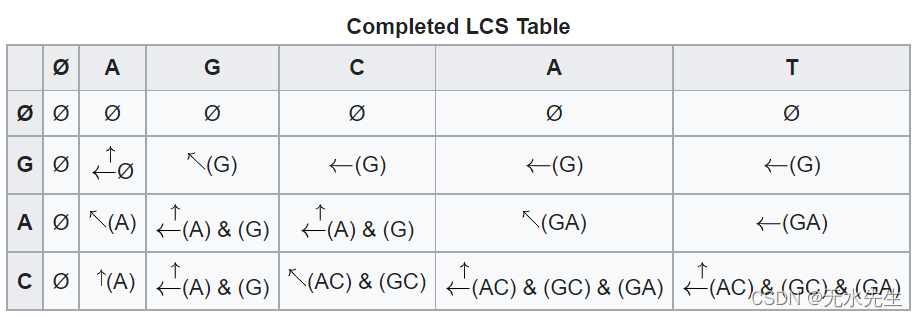 Completed LCS Table
Ø A G C A T
Ø Ø Ø Ø Ø Ø Ø
G Ø ↑←Ø ↖(G) ←(G) ←(G) ←(G)
A Ø ↖(A) ↑←(A) & (G) ↑←(A) & (G) ↖(GA) ←(GA)
C Ø ↑(A) ↑←(A) & (G) ↖(AC) & (GC) ↑←(AC) & (GC) & (GA) ↑←(AC) & (GC) & (GA)
CSDN @无水先生